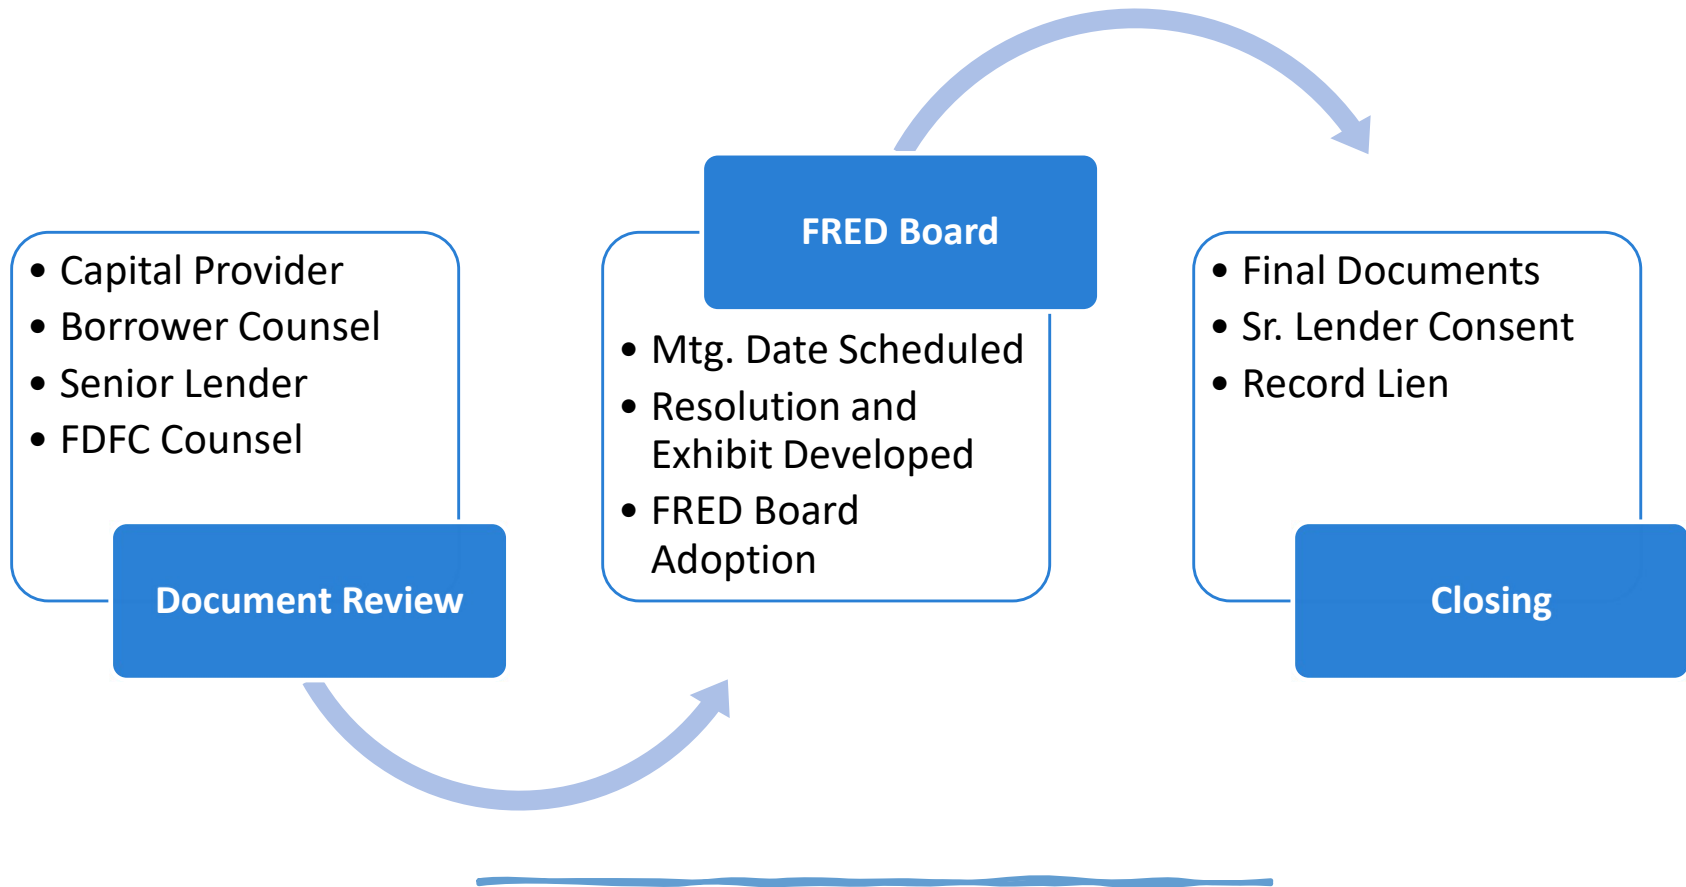 • Capital Provider
• Borrower Counsel
• Senior Lender
• FDFC Counsel
Document Review
FRED Board
• Mtg. Date Scheduled
• Resolution and
Exhibit Developed
• FRED Board
Adoption
• Final Documents
• Sr. Lender Consent
• Record Lien
Closing